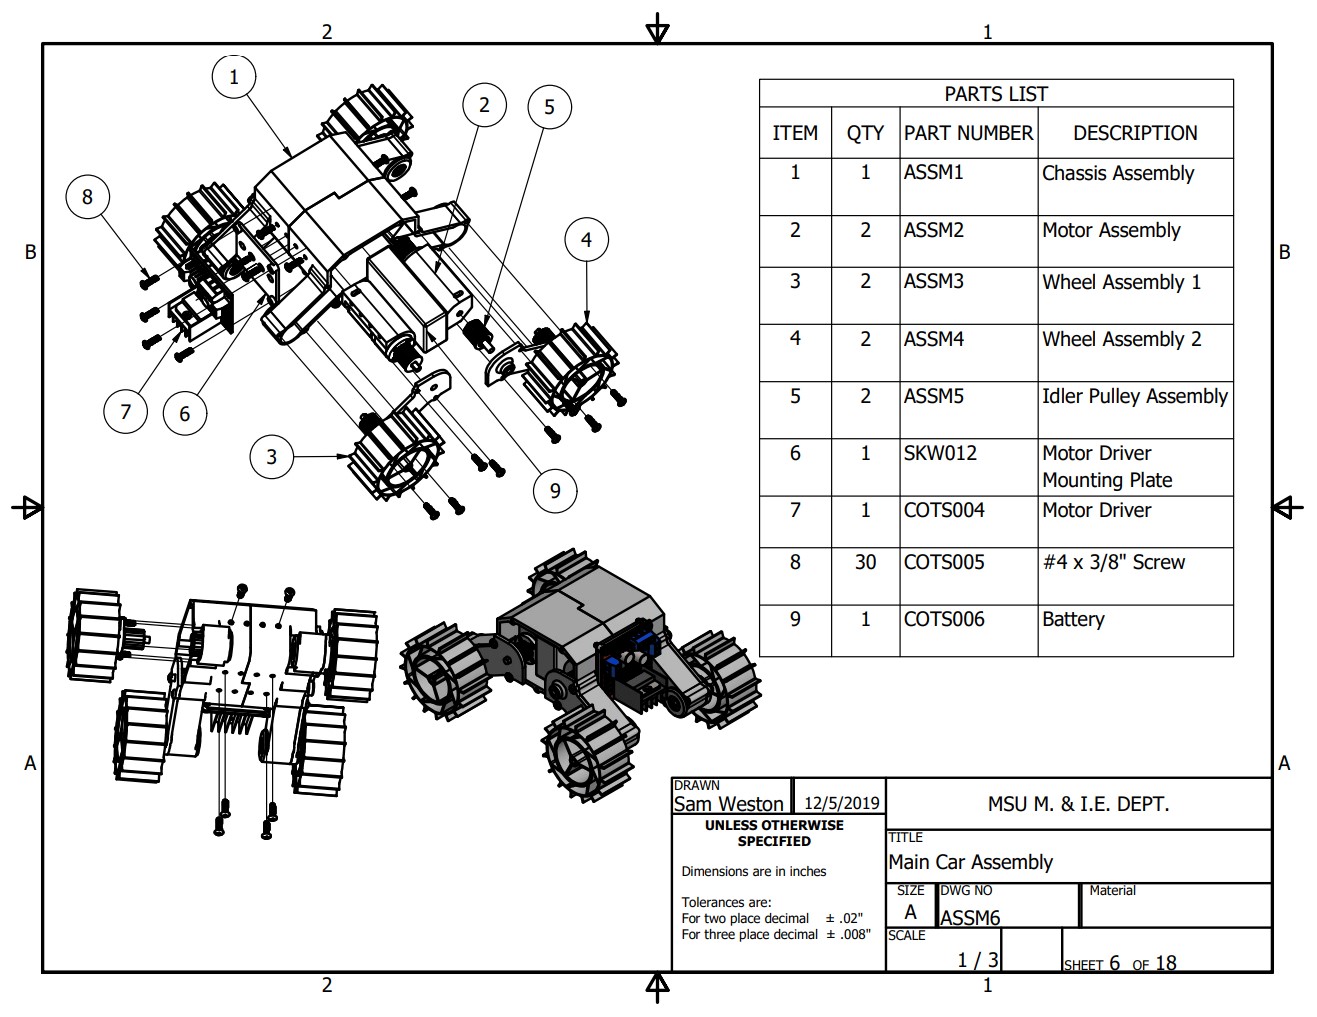 2 1
1
2
5
8
4
7
6
3
9
B B
A A
PARTS LIST
ITEM QTY PART NUMBER DESCRIPTION
1 1 ASSM1 Chassis Assembly
2 2 ASSM2 Motor Assembly
3 2 ASSM3 Wheel Assembly 1
4 2 ASSM4 Wheel Assembly 2
5 2 ASSM5 Idler Pulley Assembly
6 1 SKW012 Motor Driver
Mounting Plate
7 1 COTS004 Motor Driver
8 30 COTS005 #4 x 3/8" Screw
9 1 COTS006 Battery
DRAWN
Sam Weston 12/5/2019
UNLESS OTHERWISE
SPECIFIED
Dimensions are in inches
Tolerances are:
For two place decimal ± .02"
For three place decimal ± .008"
MSU M. & I.E. DEPT.
TITLE
Main Car Assembly
SIZE DWG NO Material
A ASSM6
SCALE
1 / 3 SHEET 6 OF 18
2 1